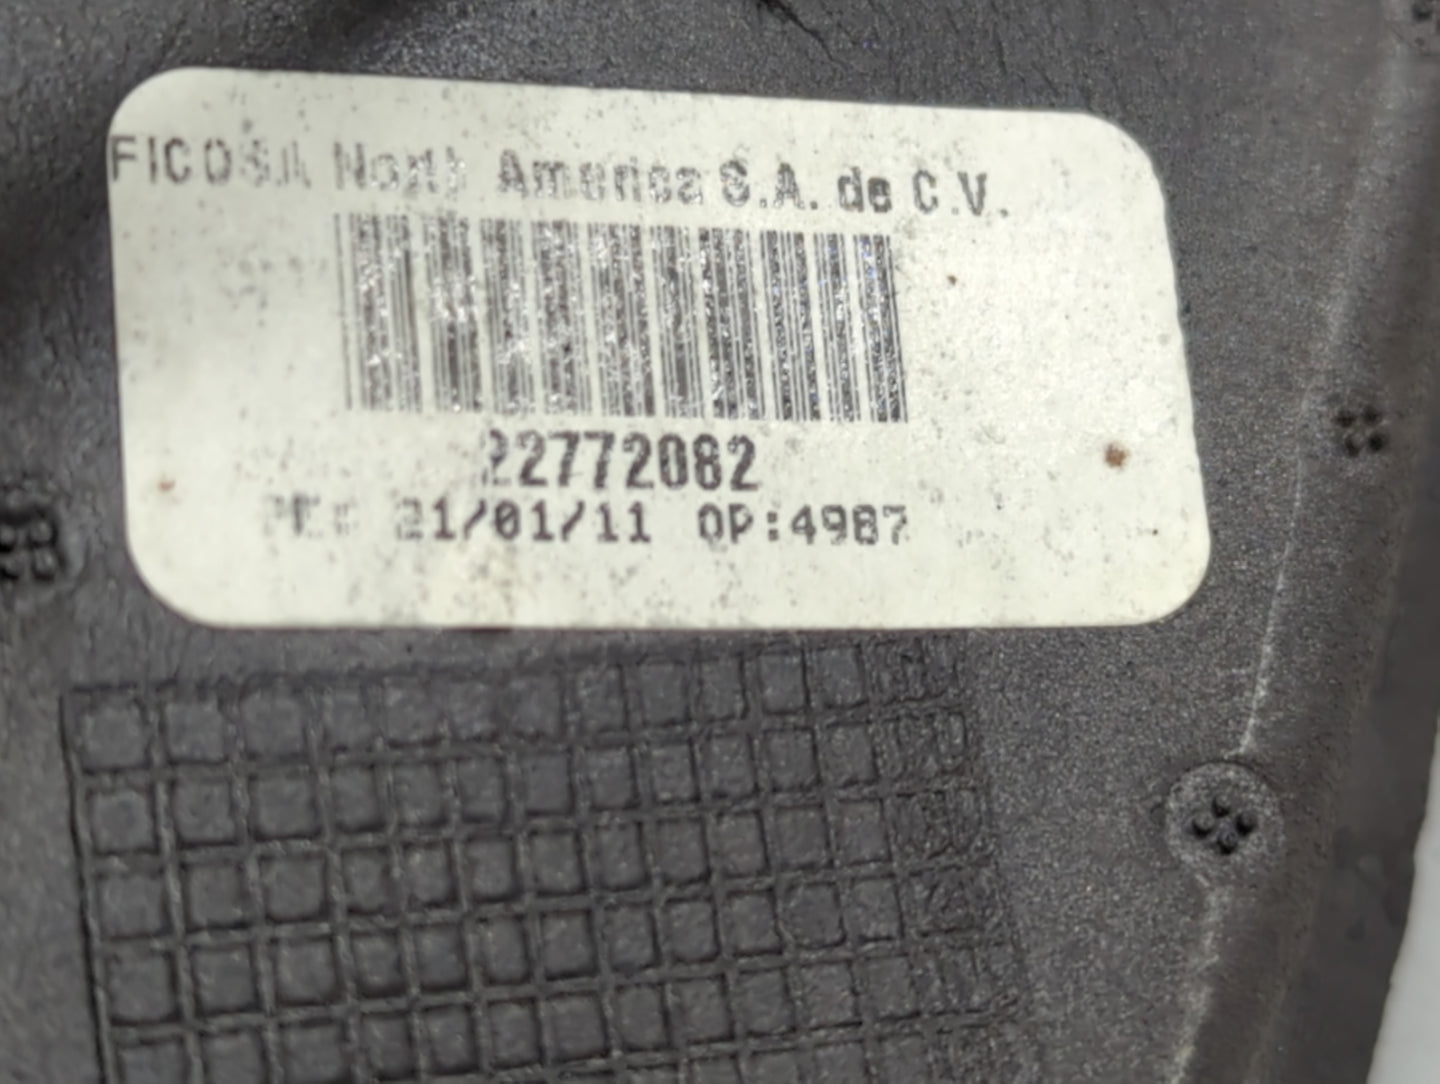 FICOSA North America S.A. de C.V.
22772082
21/01/11 OP:4987